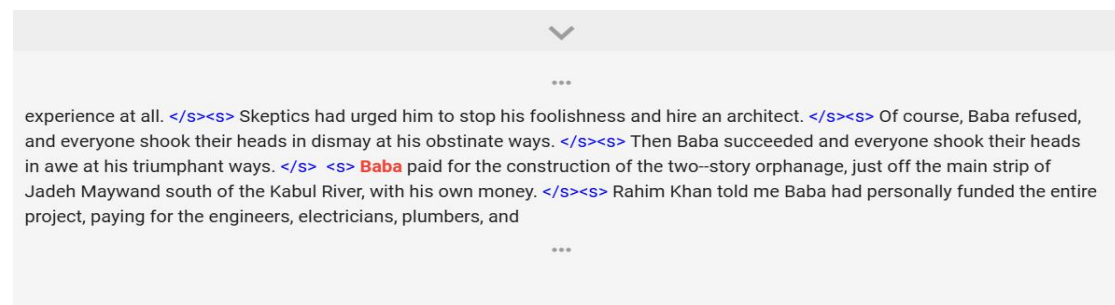 ...
experience at all. </s><s> Skeptics had urged him to stop his foolishness and hire an architect. </s><s> Of course, Baba refused,
and everyone shook their heads in dismay at his obstinate ways. </s><s> Then Baba succeeded and everyone shook their heads
in awe at his triumphant ways. </s> <s> Baba paid for the construction of the two--story orphanage, just off the main strip of
Jadeh Maywand south of the Kabul River, with his own money. </s><s> Rahim Khan told me Baba had personally funded the entire
project, paying for the engineers, electricians, plumbers, and
...